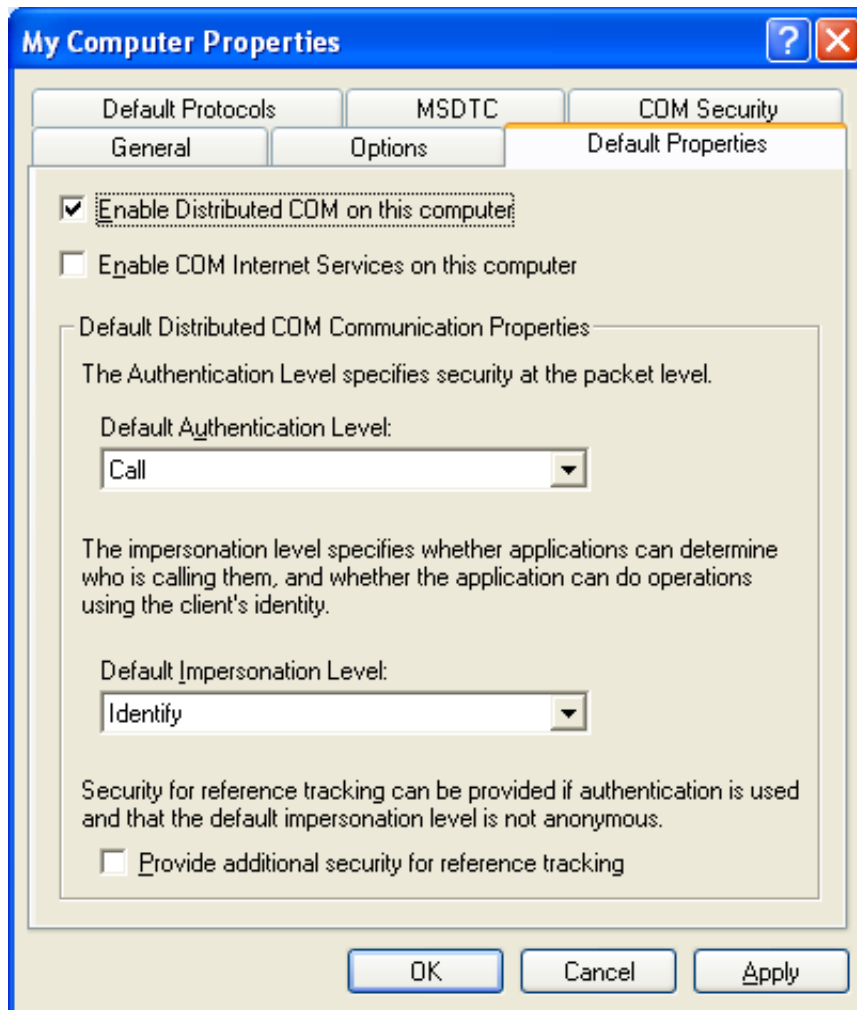 My Computer Properties
Default Protocols
MSDTC
COM Security
General
Options
Default Properties
Enable Distributed COM on this computer
Enable COM Internet Services on this computer
Default Distributed COM Communication Properties
The Authentication Level specifies security at the packet level.
Default Authentication Level:
Call
The impersonation level specifies whether applications can determine
who is calling them, and whether the application can do operations
using the client's identity.
Default Impersonation Level:
Identify
Security for reference tracking can be provided if authentication is used
and that the default impersonation level is not anonymous.
Provide additional security for reference tracking
OK
Cancel
Apply